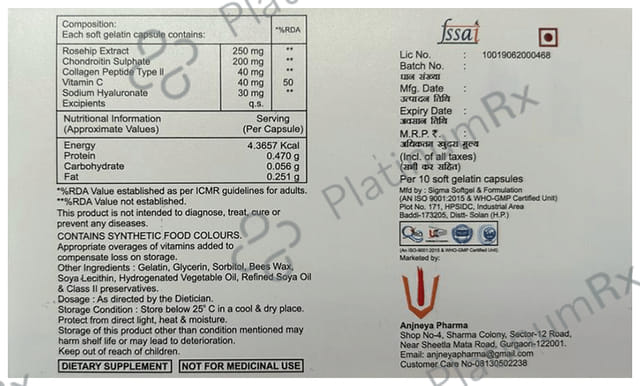 Composition:
Each soft gelatin capsule contains: %RDA
Rosehip Extract 250 mg **
Chondroitin Sulphate 200 mg **
Collagen Peptide Type II 40 mg **
Vitamin C 40 mg 50
Sodium Hyaluronate 30 mg **
Excipients q.s.
Nutritional Information Serving
(Approximate Values) (Per Capsule)
Energy 4.3657 Kcal
Protein 0.470 g
Carbohydrate 0.056 g
Fat 0.251 g
*%RDA Value established as per ICMR guidelines for adults.
**%RDA Value not established.
This product is not intended to diagnose, treat, cure or
prevent any diseases.
CONTAINS SYNTHETIC FOOD COLOURS.
Appropriate overages of vitamins added to
compensate loss on storage.
Other Ingredients : Gelatin, Glycerin, Sorbitol, Bees Wax,
Soya Lecithin, Hydrogenated Vegetable Oil, Refined Soya Oil
& Class II preservatives.
Dosage : As directed by the Dietician.
Storage Condition : Store below 25° C in a cool & dry place.
Protect from direct light, heat & moisture.
Storage of this product other than condition mentioned may
harm shelf life or may lead to deterioration.
Keep out of reach of children.
DIETARY SUPPLEMENT NOT FOR MEDICINAL USE
fssai
Lic No. : 10019062000468
Batch No. :
घान संख्या
Mfg. Date :
उत्पादन तिथि
Expiry Date :
अवसान तिथि
M.R.P. ₹. :
अधिकतम खुदरा मूल्य
(Incl. of all taxes)
(सभी कर सहित)
Per 10 soft gelatin capsules
Mfd by : Sigma Softgel & Formulation
(AN ISO 9001:2015 & WHO-GMP Certified Unit)
Plot No. 171, HPSIDC, Industrial Area
Baddi-173205, Distt- Solan (H.P.)
(An ISO 9001:2015 & WHO-GMP Certified Unit)
Marketed by:
Anjneya Pharma
Shop No-4, Sharma Colony, Sector-12 Road,
Near Sheetla Mata Road, Gurgaon-122001.
Email: anjneyapharma@gmail.com
Customer Care No-08130502238
PlatinumRx
PlatinumRx
PlatinumRx